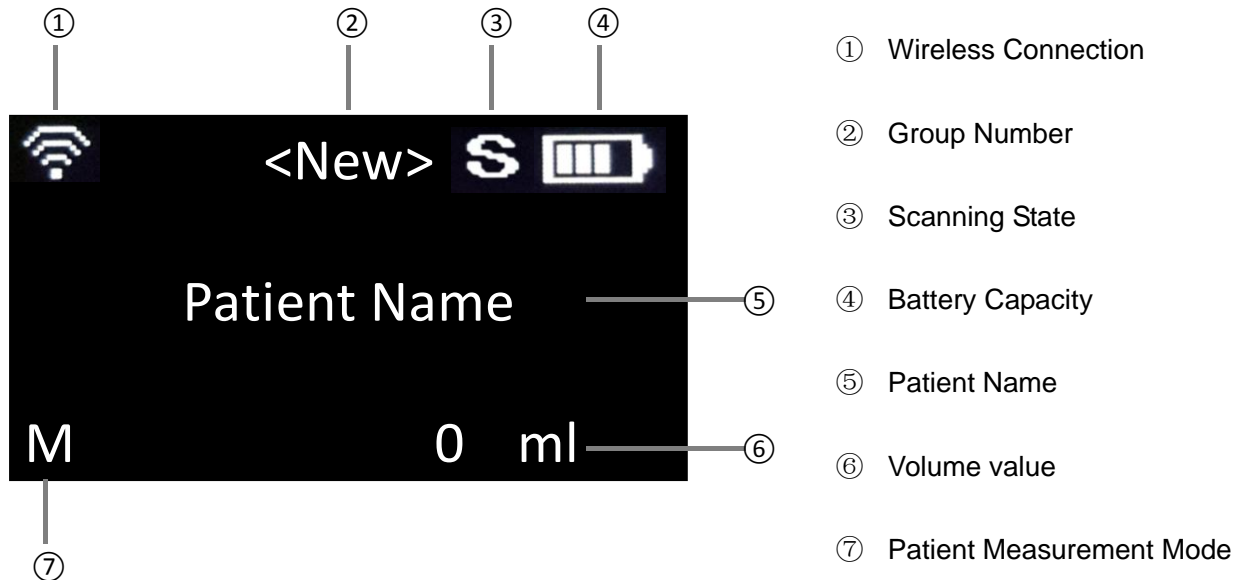 ① ② ③ ④
<New> S
Patient Name ⑤
M 0 ml ⑥
⑦
① Wireless Connection
② Group Number
③ Scanning State
④ Battery Capacity
⑤ Patient Name
⑥ Volume value
⑦ Patient Measurement Mode